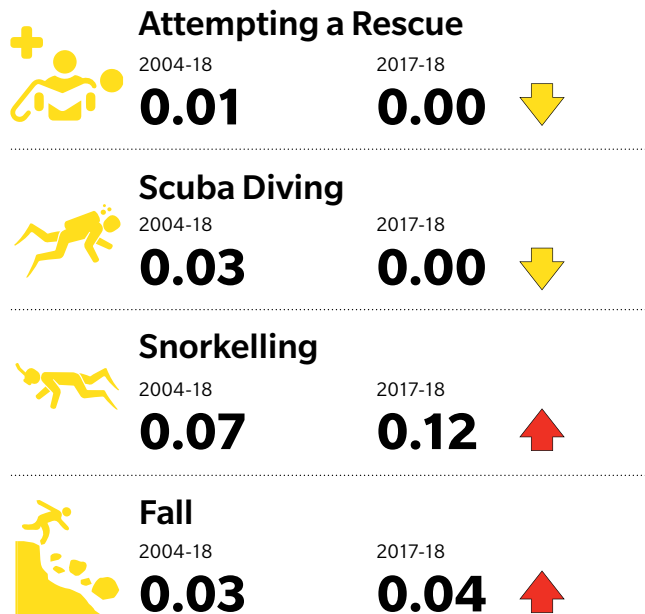 Attempting a Rescue
2004-18 2017-18
0.01 0.00
Scuba Diving
2004-18 2017-18
0.03 0.00
Snorkelling
2004-18 2017-18
0.07 0.12
Fall
2004-18 2017-18
0.03 0.04